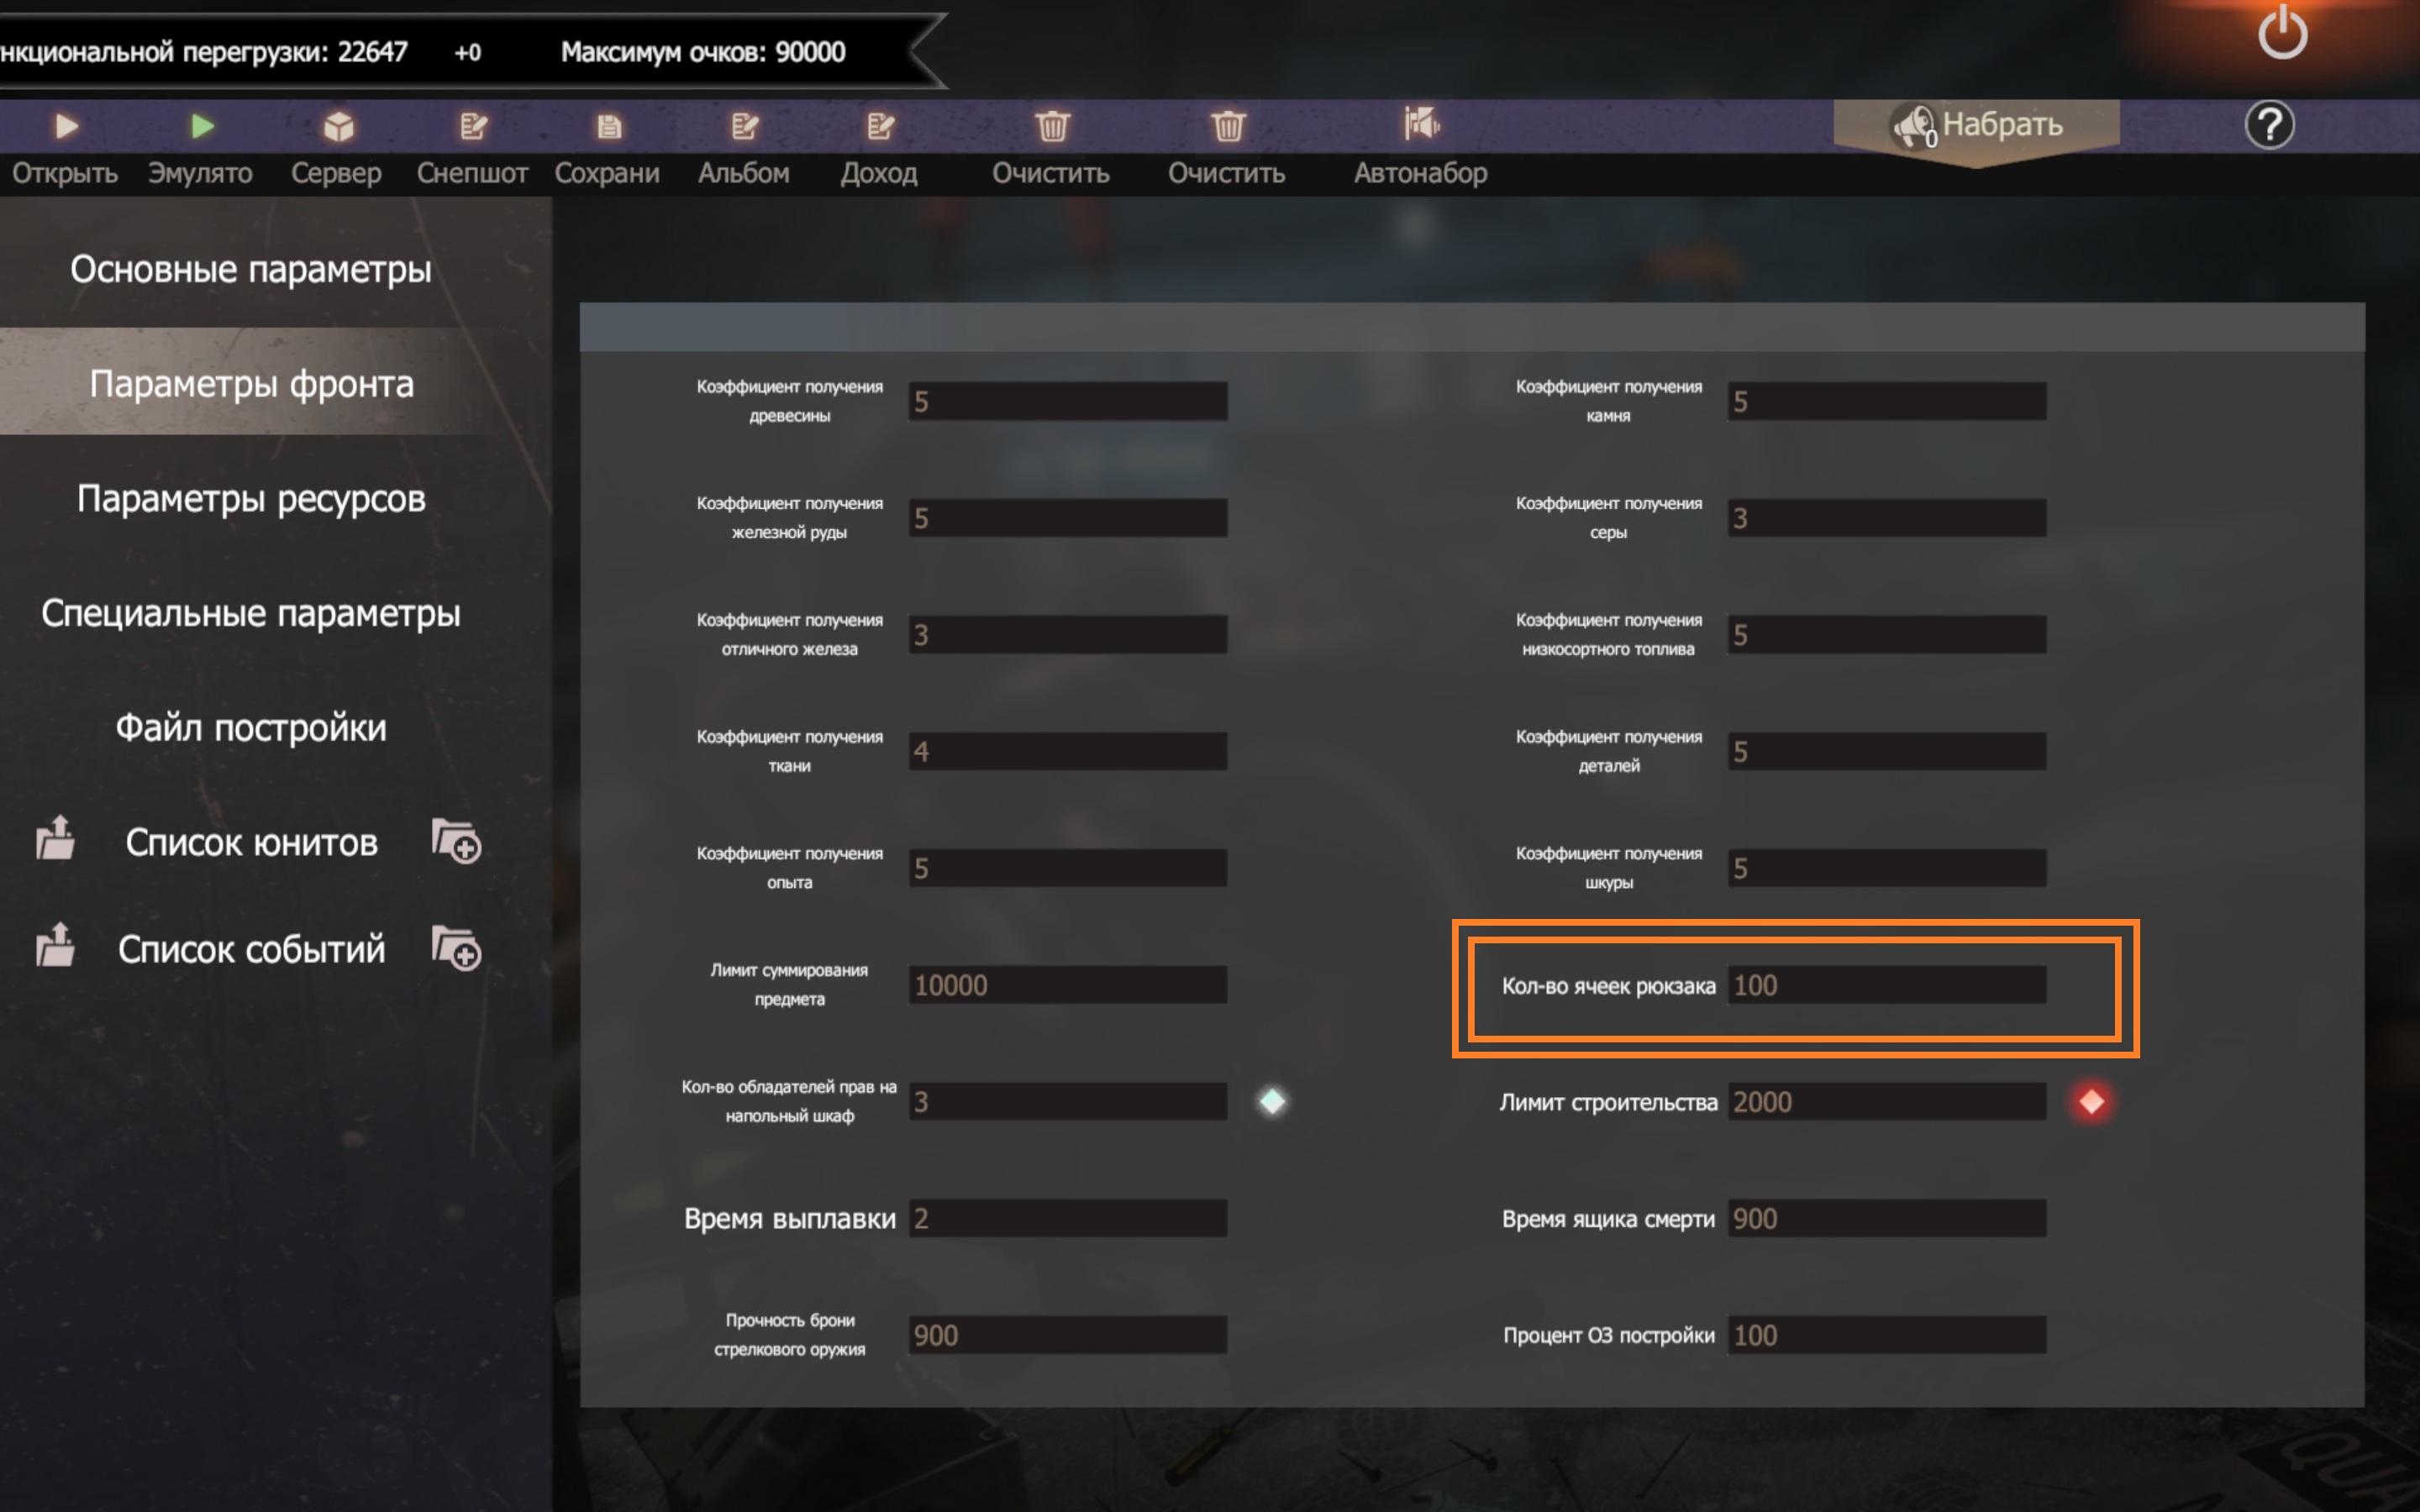 нкциональной перегрузки: 22647 +0 Максимум очков: 90000
Набрать
0
?
Открыть Эмулято Сервер Снепшот Сохрани Альбом Доход Очистить Очистить Автонабор
Основные параметры
Параметры фронта
Параметры ресурсов
Специальные параметры
Файл постройки
Список юнитов
Список событий
Коэффициент получения
древесины
5
Коэффициент получения
камня
5
Коэффициент получения
железной руды
5
Коэффициент получения
серы
3
Коэффициент получения
отличного железа
3
Коэффициент получения
низкосортного топлива
5
Коэффициент получения
ткани
4
Коэффициент получения
деталей
5
Коэффициент получения
опыта
5
Коэффициент получения
шкуры
5
Лимит суммирования
предмета
10000
Кол-во ячеек рюкзака 100
Кол-во обладателей прав на
напольный шкаф
3
Лимит строительства 2000
Время выплавки 2
Время ящика смерти 900
Прочность брони
стрелкового оружия
900
Процент ОЗ постройки 100
QUA